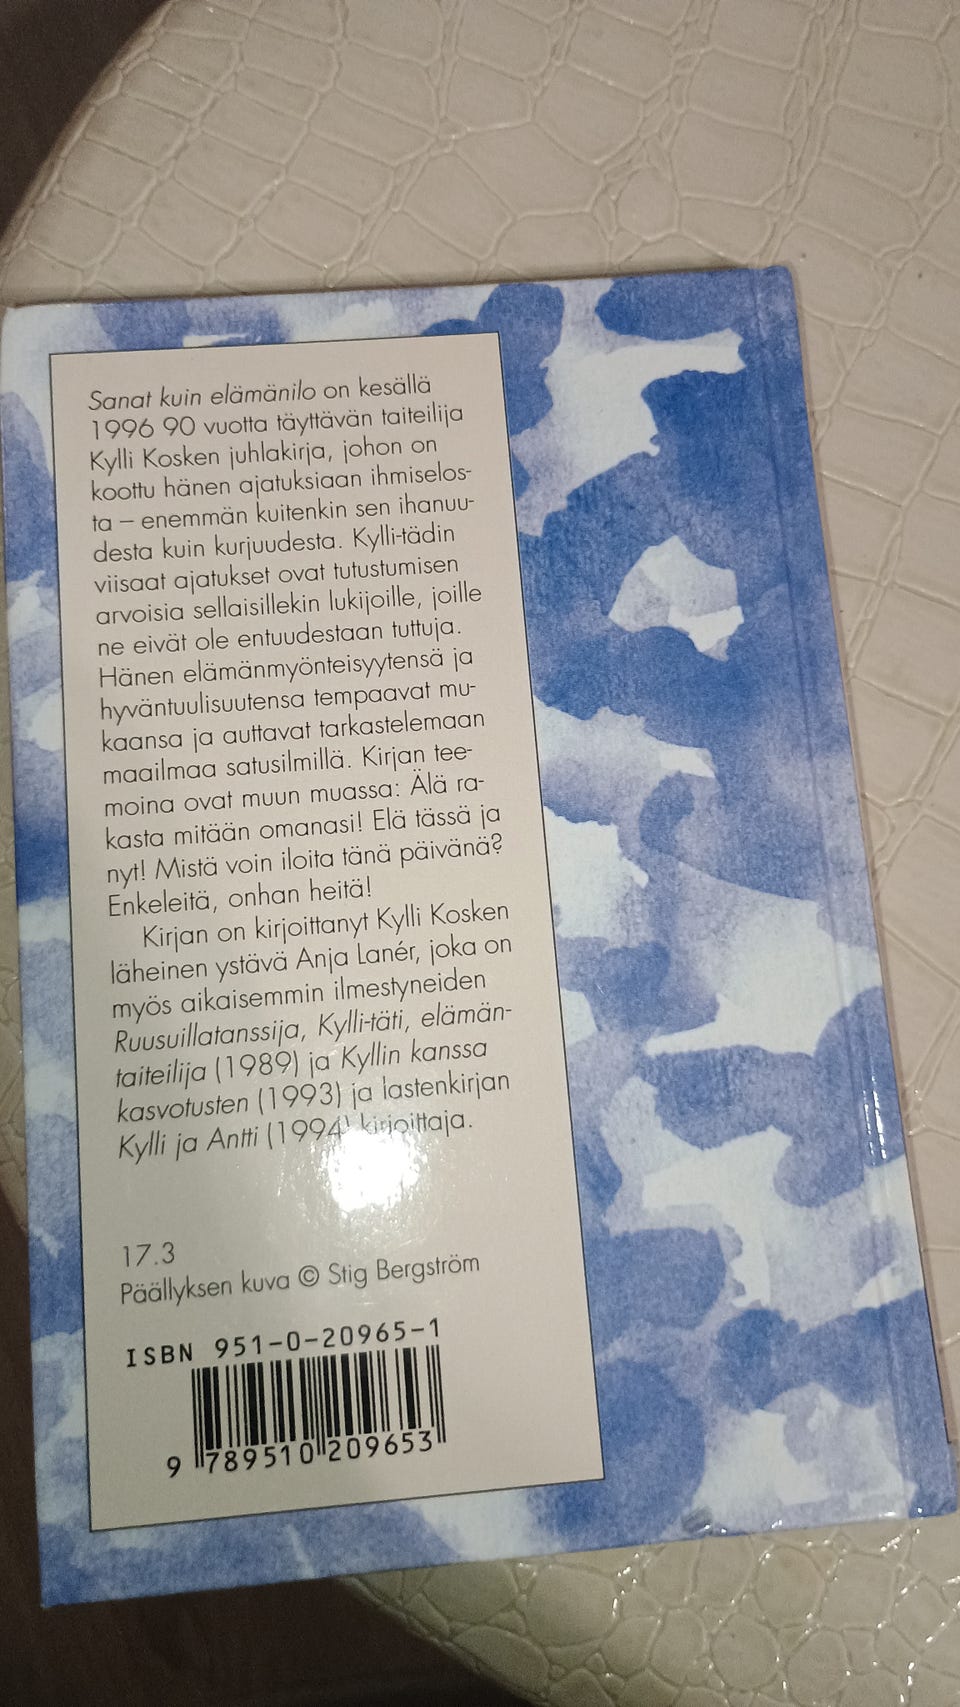 Sanat kuin elämänilo on kesällä
1996 90 vuotta täyttävän taiteilija
Kylli Kosken juhlakirja, johon on
koottu hänen ajatuksiaan ihmiselos-
ta – enemmän kuitenkin sen ihanuu-
desta kuin kurjuudesta. Kylli-tädin
viisaat ajatukset ovat tutustumisen
arvoisia sellaisillekin lukijoille, joille
ne eivät ole entuudestaan tuttuja.
Hänen elämänmyönteisyytensä ja
hyväntuulisuutensa tempaavat mu-
kaansa ja auttavat tarkastelemaan
maailmaa satusilmillä. Kirjan tee-
moina ovat muun muassa: Älä ra-
kasta mitään omanasi! Elä tässä ja
nyt! Mistä voin iloita tänä päivänä?
Enkeleitä, onhan heitä!
Kirjan on kirjoittanyt Kylli Kosken
läheinen ystävä Anja Lanér, joka on
myös aikaisemmin ilmestyneiden
Ruusuillatanssija, Kylli-täti, elämän-
taiteilija (1989) ja Kyllin kanssa
kasvotusten (1993) ja lastenkirjan
Kylli ja Antti (1994) kirjoittaja.
17.3
Päällyksen kuva © Stig Bergström
ISBN 951-0-20965-1
9 789510 209653